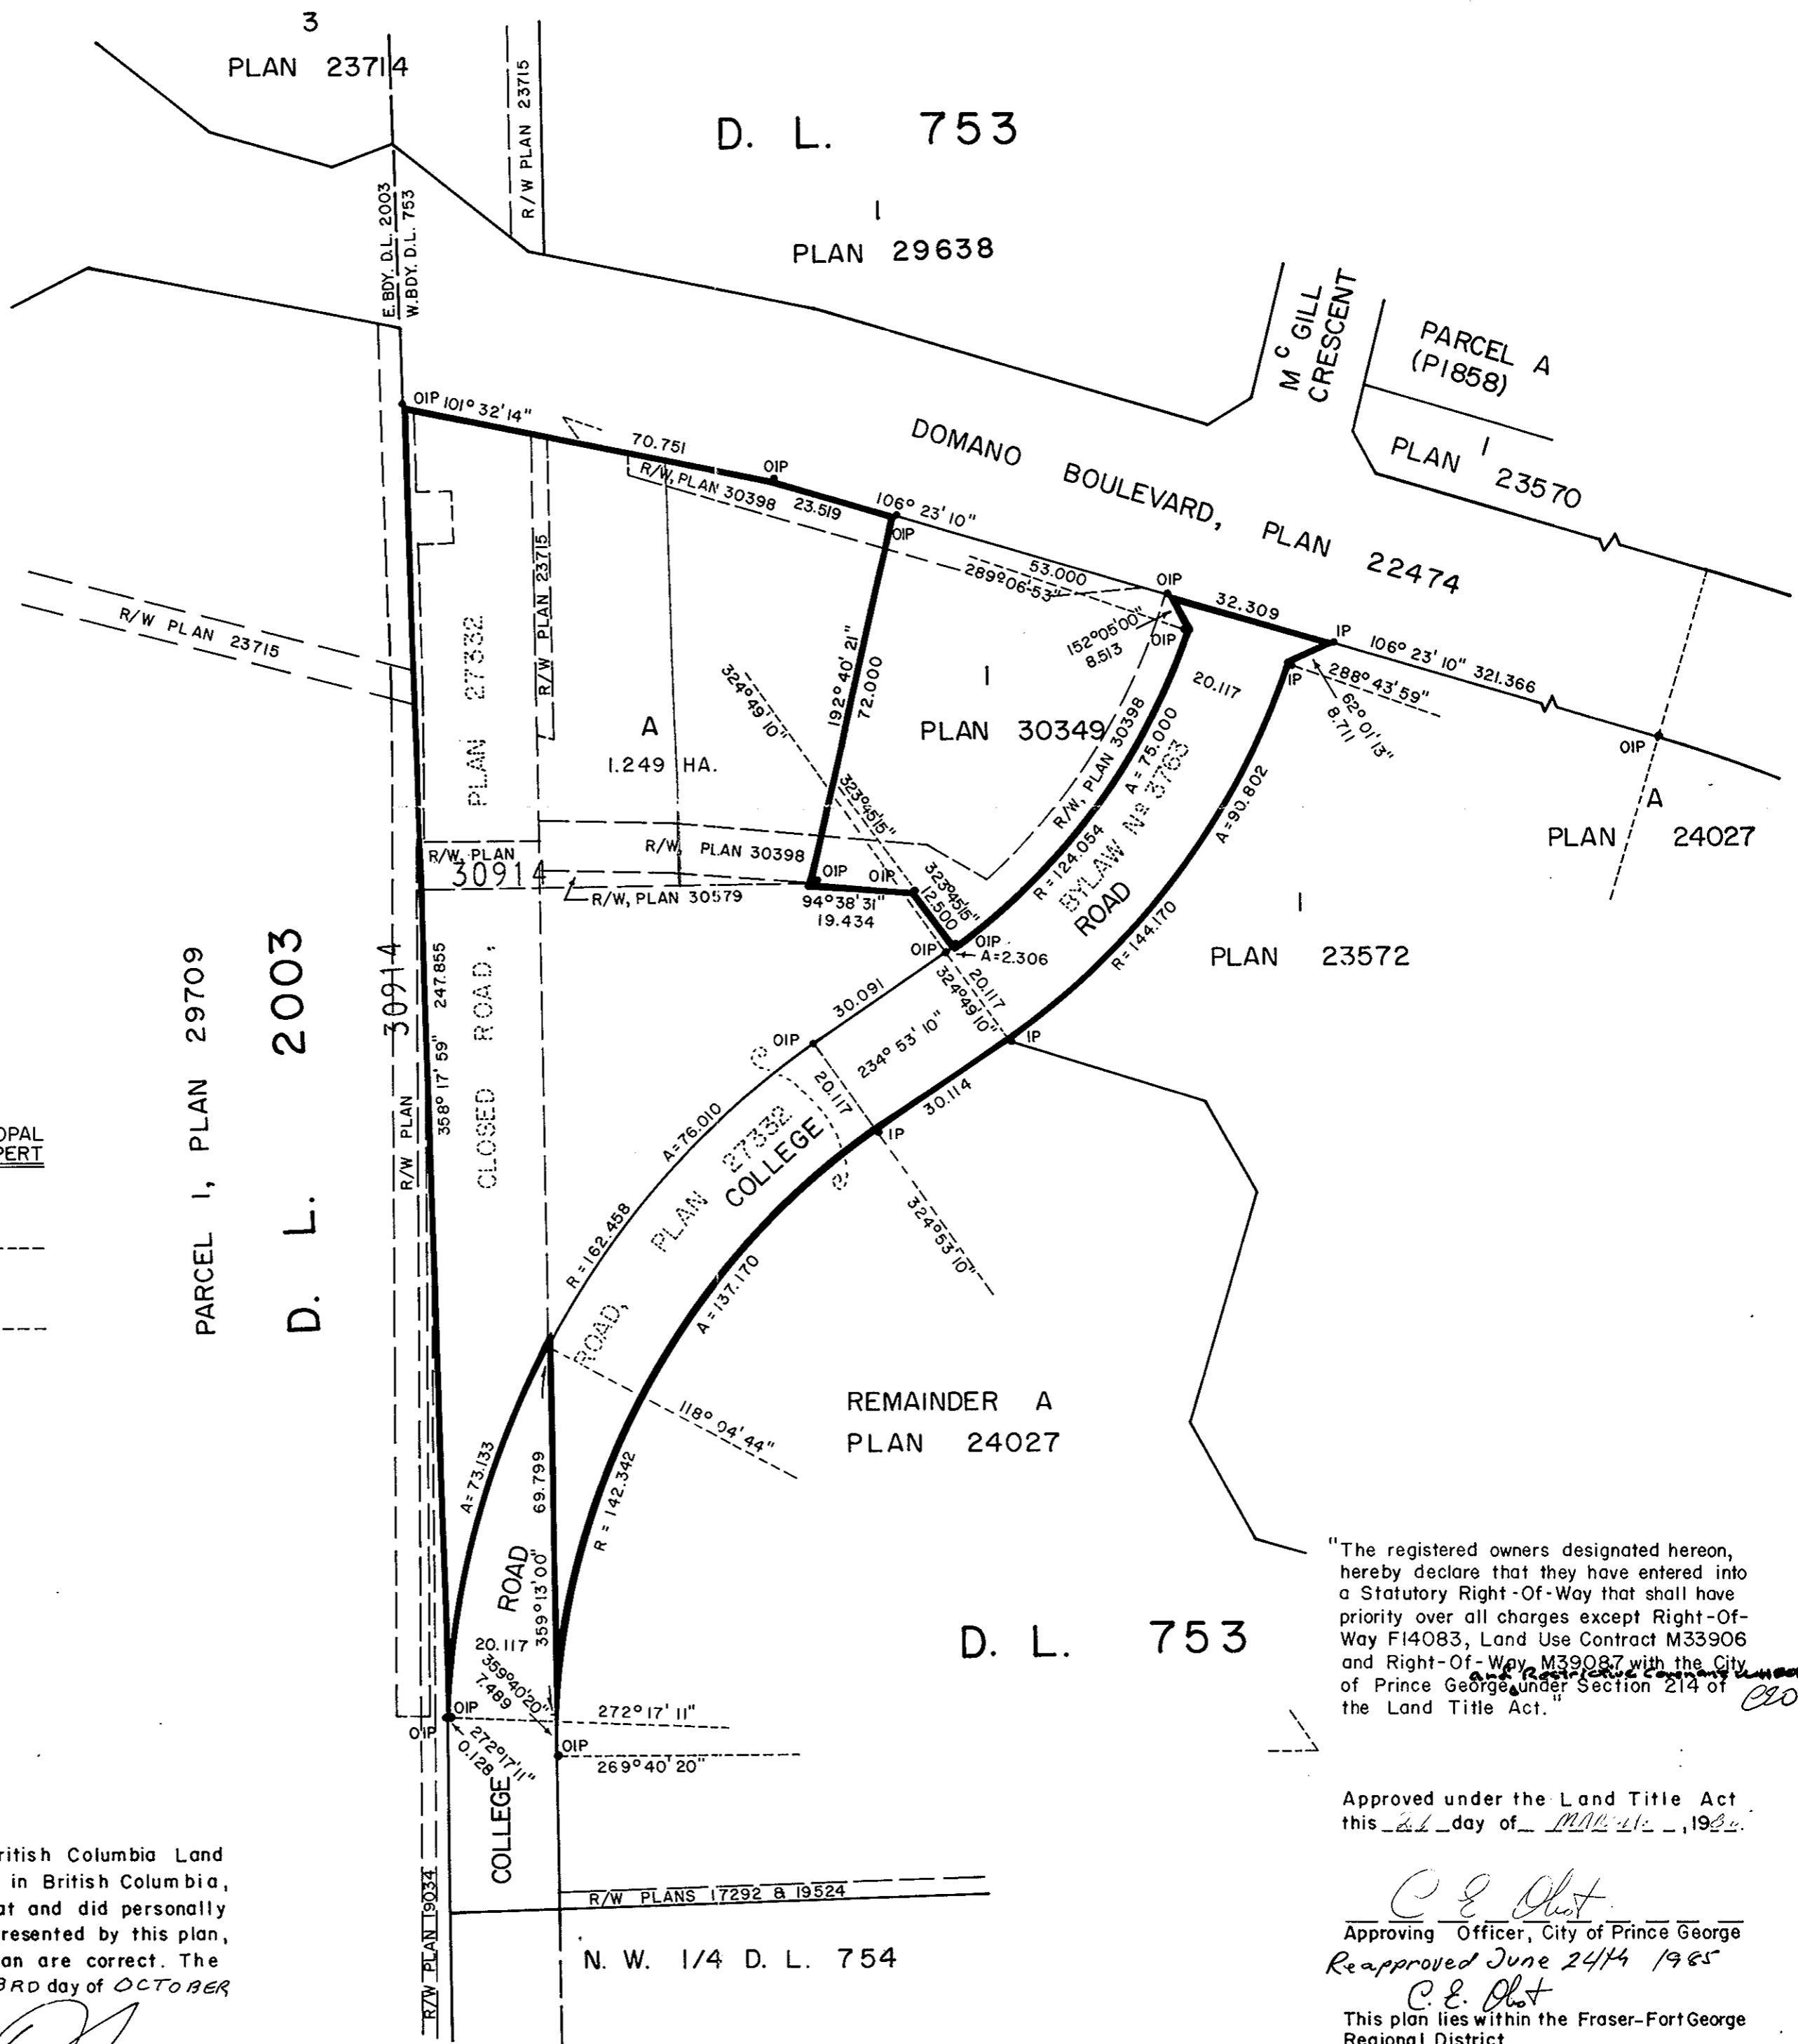 3
PLAN 23714
R/W PLAN 23715
D. L. 753
1
PLAN 29638
E. BDY. D.L. 2003
W. BDY. D.L. 753
Mc GILL
CRESCENT
PARCEL A
(P1858)
1
PLAN 23570
DOMANO BOULEVARD, PLAN 22474
OIP 101° 32' 14"
70.751
OIP
R/W, PLAN 30398
23.519
106° 23' 10"
OIP
53.000
289°06'53"
OIP
32.309
IP
106° 23' 10" 321.366
152°05'00"
8.513
OIP
20.117
IP
288°43'59"
62°01'13"
8.711
OIP
A
PLAN 24027
R/W PLAN 23715
PLAN 27332
R/W PLAN 23715
A
1.249 HA.
192°40'21"
72.000
324°49'10"
323°45'15"
1
PLAN 30349
R/W, PLAN 30398
A = 75.000
R=124.054
BYLAW No 3763
ROAD
A=90.802
R=144.170
1
PLAN 23572
R/W, PLAN
30914
R/W, PLAN 30398
R/W, PLAN 30579
OIP
OIP
94°38'31"
19.434
323°45'15"
12.500
OIP
OIP
A=2.306
20.117
324°49'10"
IP
PARCEL 1, PLAN 29709
D. L. 2003
R/W PLAN
30914
358° 17' 59" 247.855
CLOSED ROAD,
30.091
OIP
234° 53' 10"
20.117
30.114
IP
324°53'10"
A=76.010
R=162.458
ROAD, PLAN 27332
COLLEGE
A=137.170
R = 142.342
118° 04' 44"
REMAINDER A
PLAN 24027
OPAL
PERT
A=73.133
69.799
359°13'00"
ROAD
20.117
359°40'20"
7.489
OIP
OIP
272°17'11"
0.128
272° 17' 11"
OIP
269°40'20"
COLLEGE
D. L. 753
R/W PLAN 19034
R/W PLANS 17292 & 19524
N. W. 1/4 D. L. 754
ritish Columbia Land
in British Columbia,
at and did personally
resented by this plan,
an are correct. The
3RD day of OCTOBER
"The registered owners designated hereon,
hereby declare that they have entered into
a Statutory Right-Of-Way that shall have
priority over all charges except Right-Of-
Way F14083, Land Use Contract M33906
and Right-Of-Way M39087 with the City
and Restrictive Covenant
of Prince George under Section 214 of
the Land Title Act."
Approved under the Land Title Act
this day of , 19
C E
Approving Officer, City of Prince George
Reapproved June 24th 1985
C. E.
This plan lies within the Fraser-Fort George
Regional District